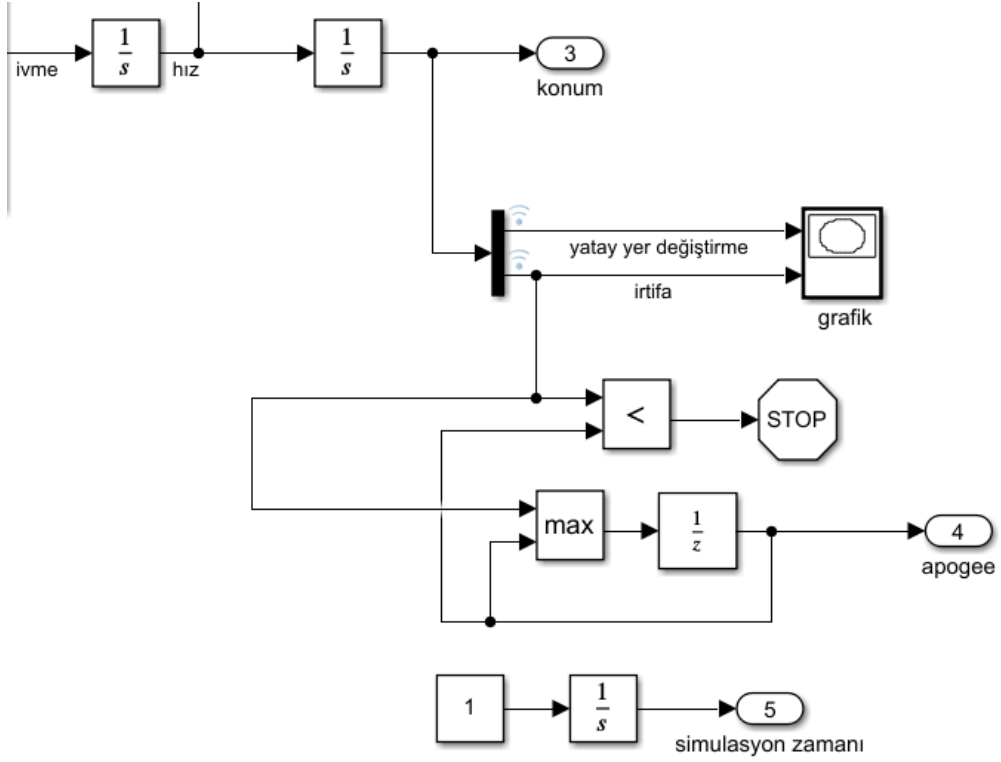 1
s
1
s
3
ivme
hız
konum
yatay yer değiştirme
irtifa
grafik
<
STOP
max
1
z
4
apogee
1
1
s
5
simulasyon zamanı